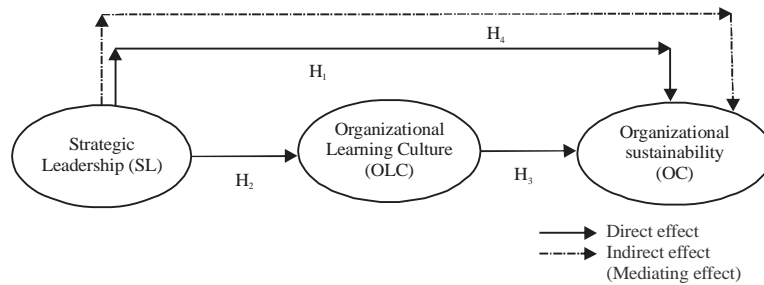 H₄
H₁
Strategic
Leadership (SL)
H₂
Organizational
Learning Culture
(OLC)
H₃
Organizational
sustainability
(OC)
Direct effect
Indirect effect
(Mediating effect)